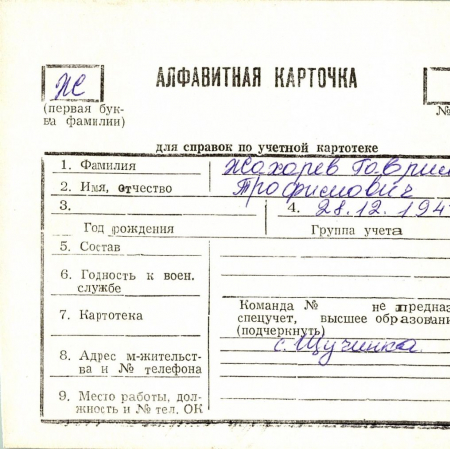 Ж
АЛФАВИТНАЯ КАРТОЧКА
(первая бук-
ва фамилии)
№
для справок по учетной картотеке
1. Фамилия Жахарев Гаврии
2. Имя, отчество Трофимович
3. 4. 28.12.194
Год рождения Группа учета
5. Состав
6. Годность к воен.
службе
7. Картотека Команда № не предназ
спецучет, высшее образовани
(подчеркнуть)
8. Адрес м-жительст-
ва и № телефона с. Щучинка
9. Место работы, дол-
жность и № тел. ОК